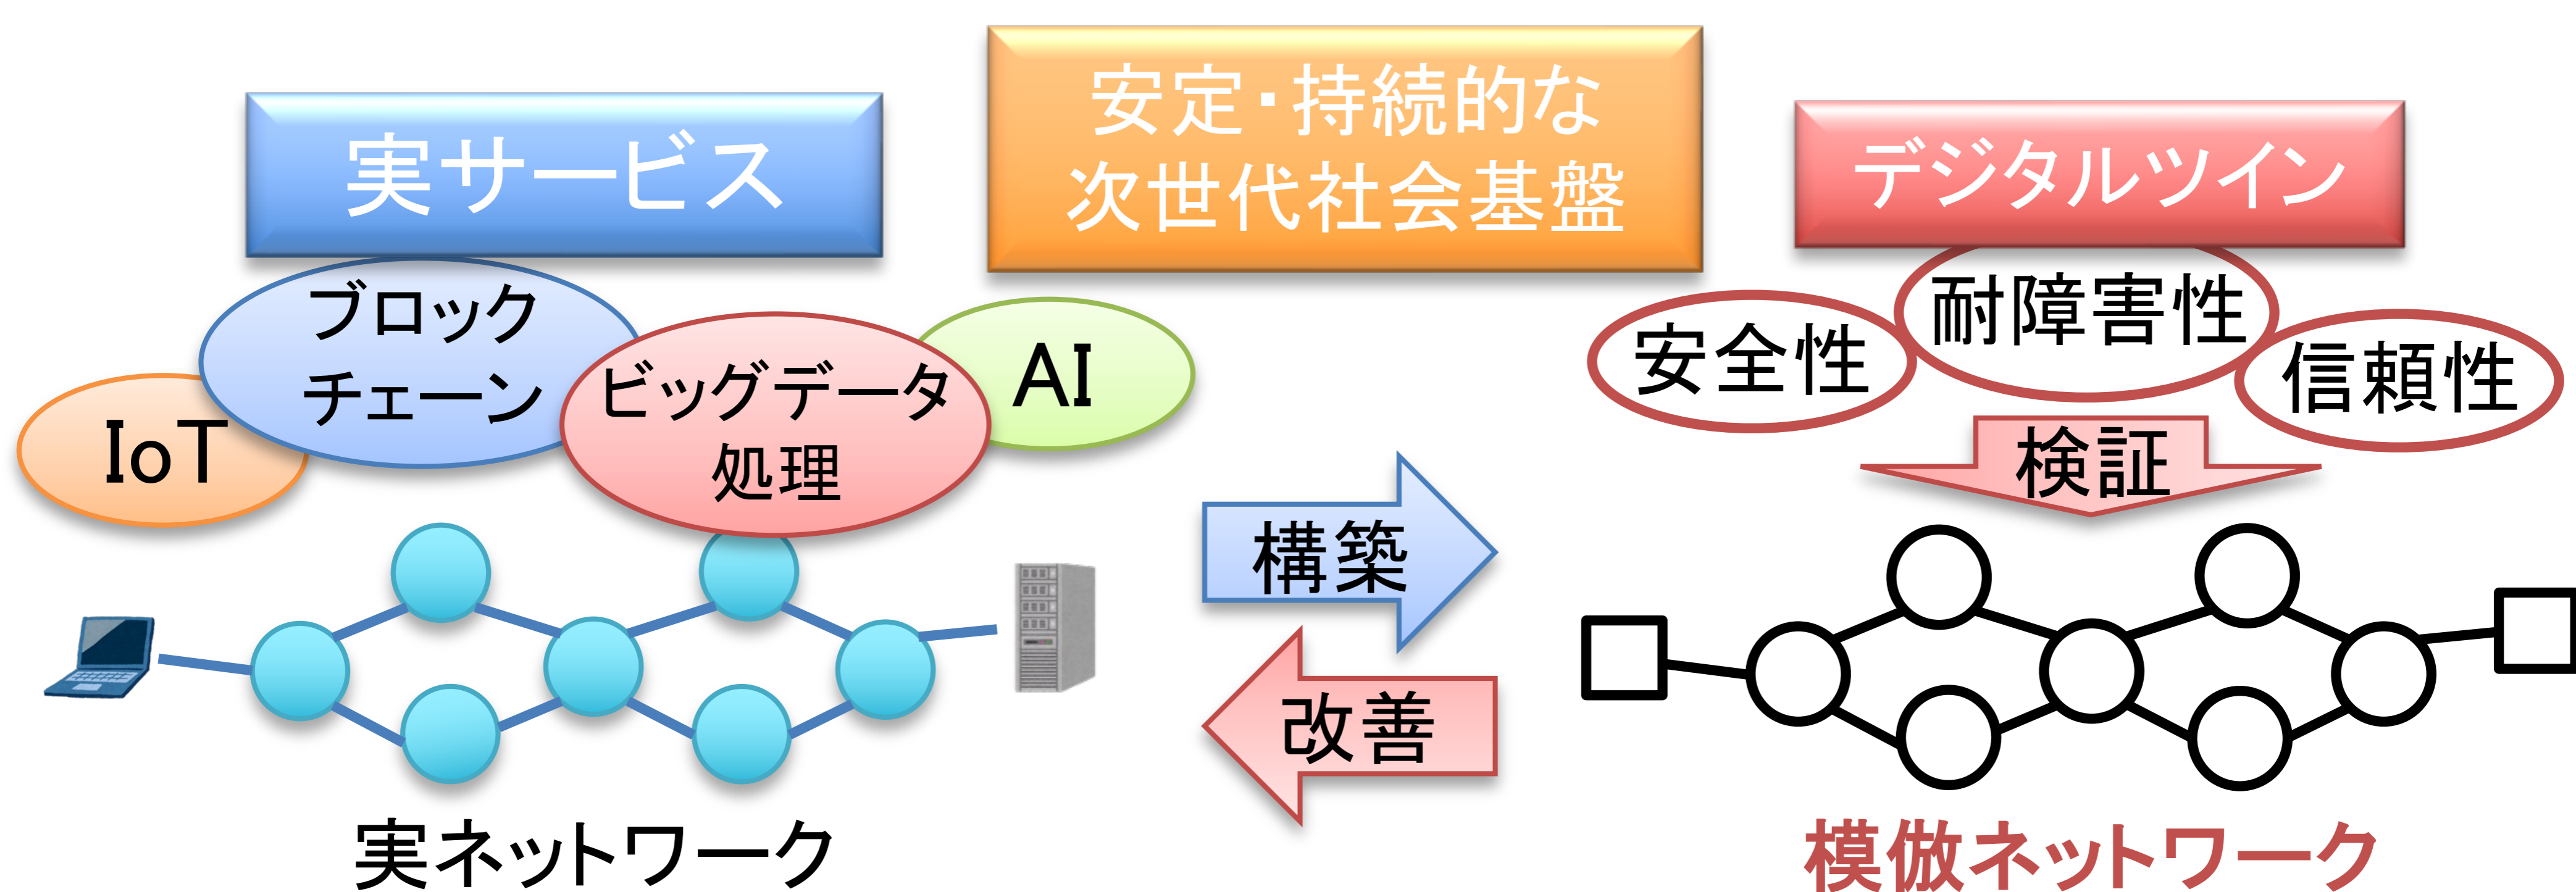 実サービス
安定・持続的な
次世代社会基盤
デジタルツイン
IoT
ブロック
チェーン
ビッグデータ
処理
AI
安全性
耐障害性
信頼性
検証
構築
改善
実ネットワーク
模倣ネットワーク